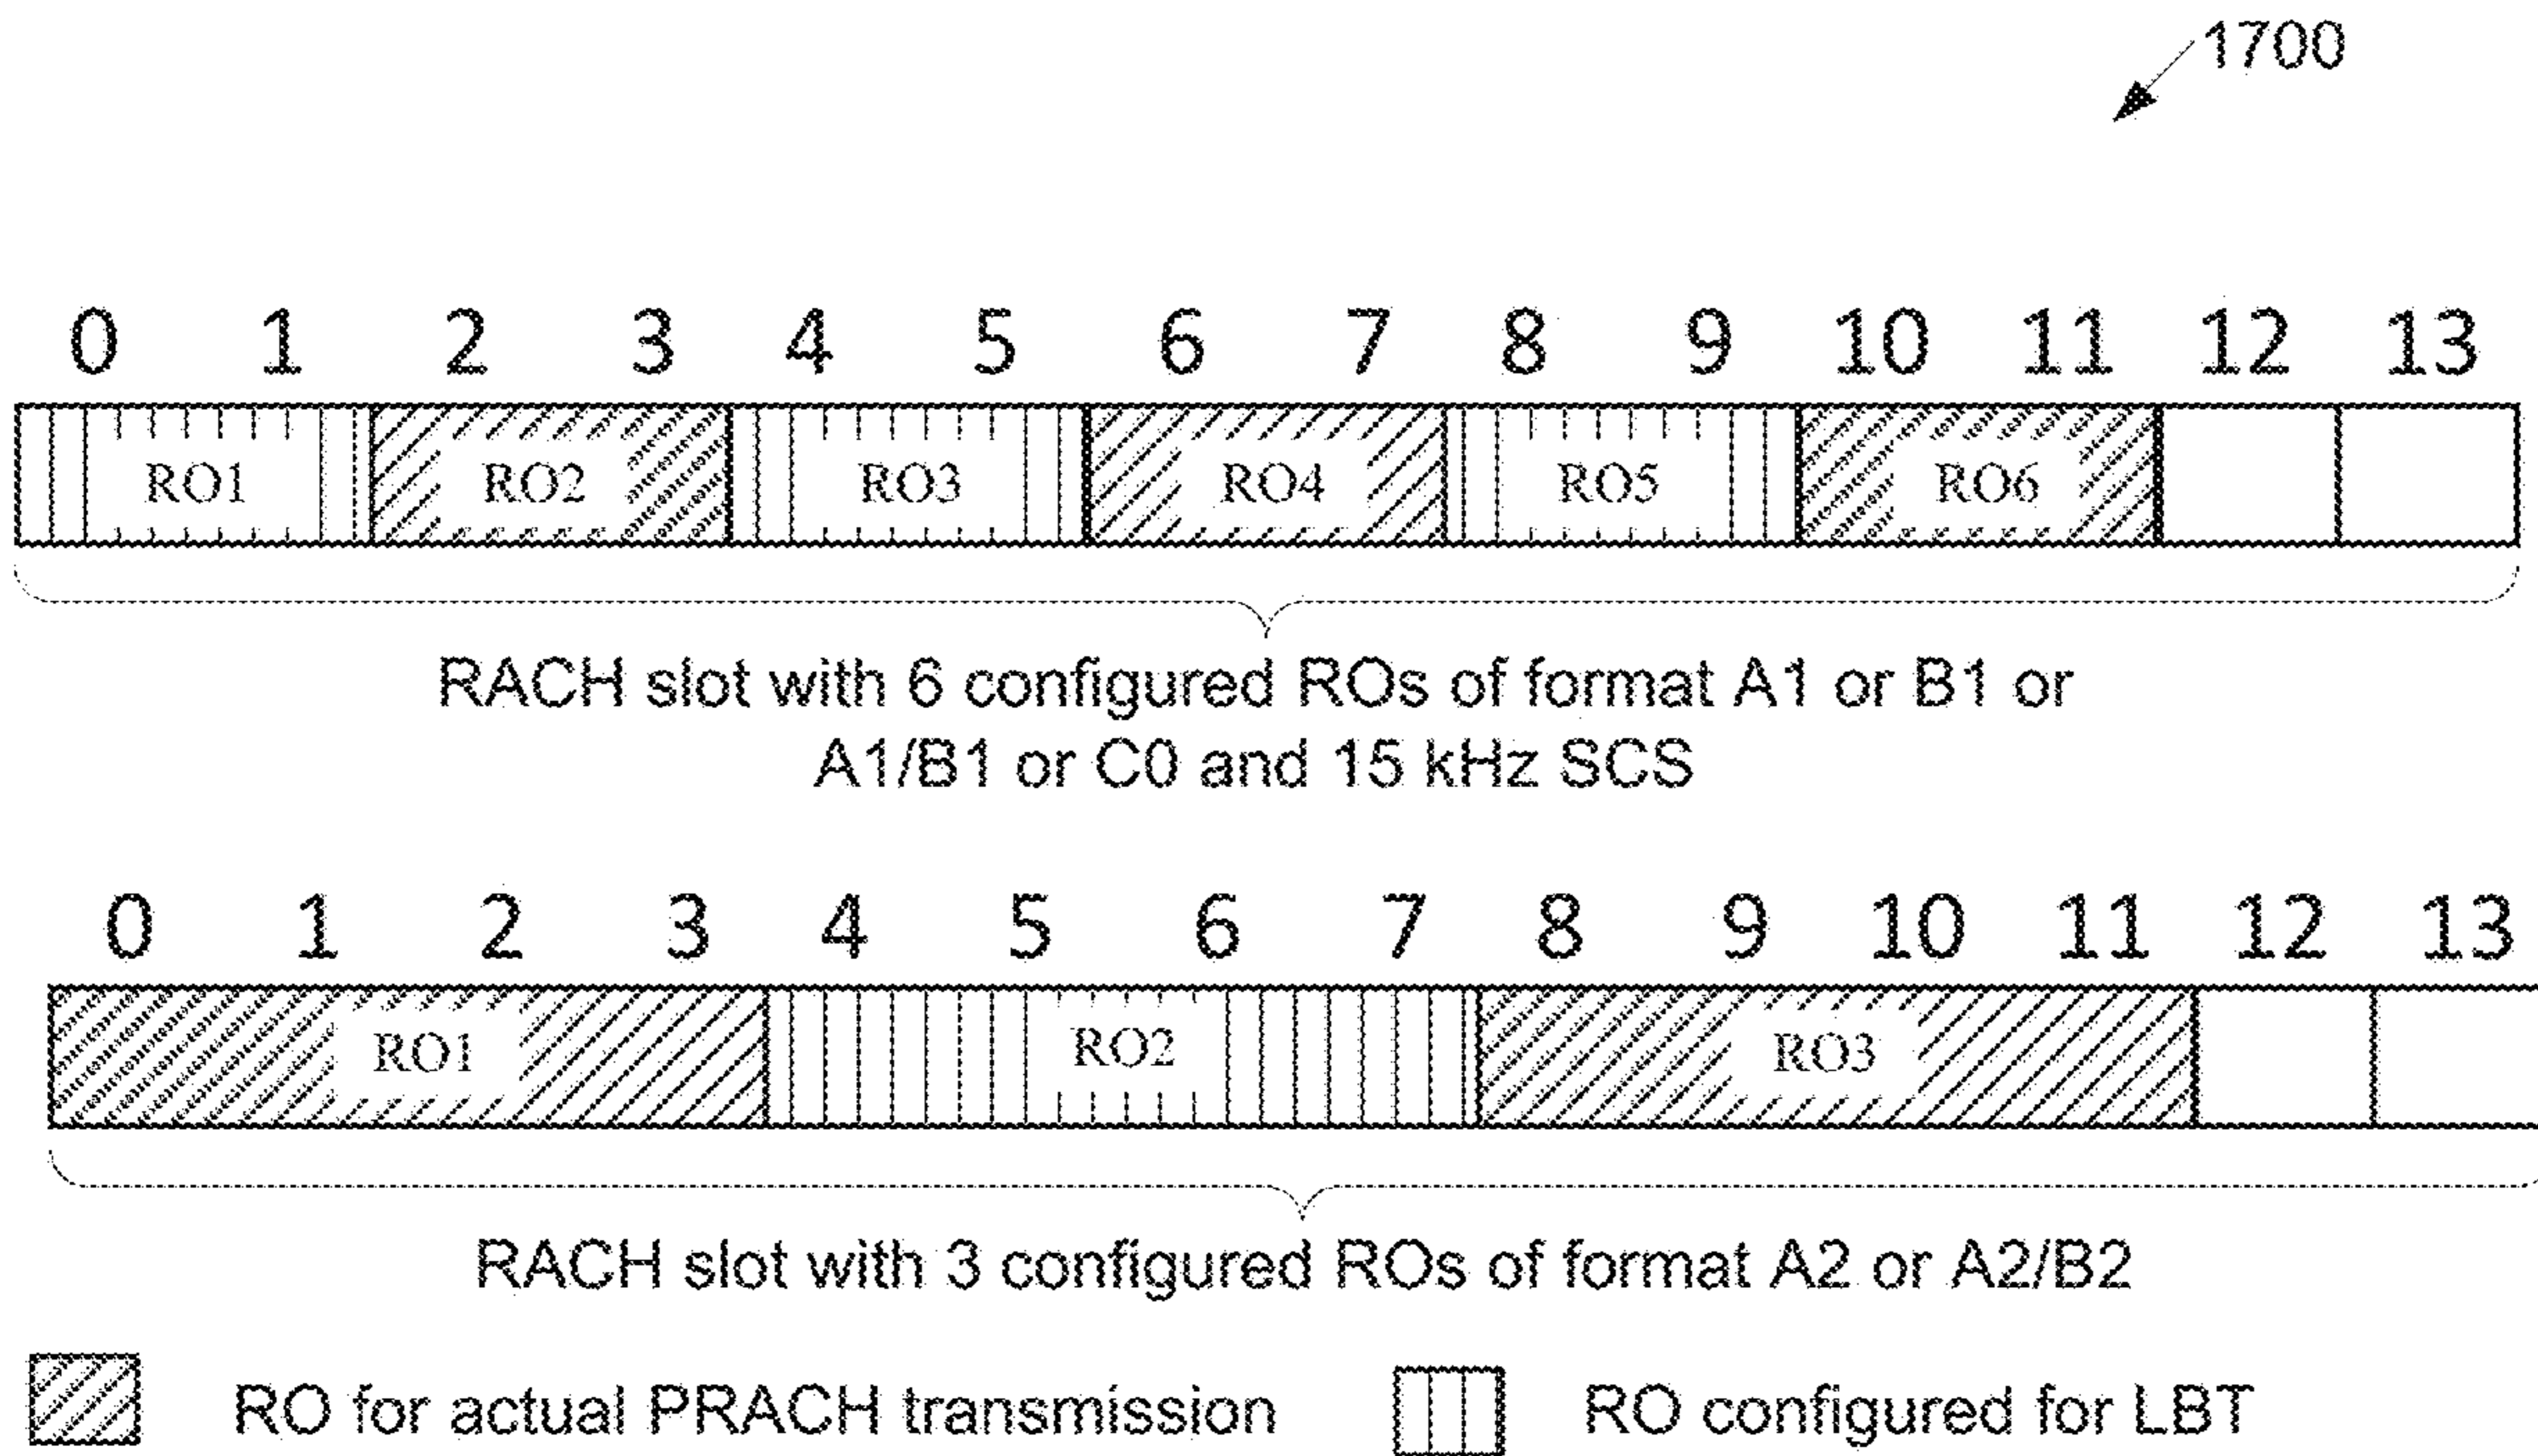 1700
0 1 2 3 4 5 6 7 8 9 10 11 12 13
RO1 RO2 RO3 RO4 RO5 RO6
RACH slot with 6 configured ROs of format A1 or B1 or
A1/B1 or C0 and 15 kHz SCS
0 1 2 3 4 5 6 7 8 9 10 11 12 13
RO1 RO2 RO3
RACH slot with 3 configured ROs of format A2 or A2/B2
RO for actual PRACH transmission RO configured for LBT